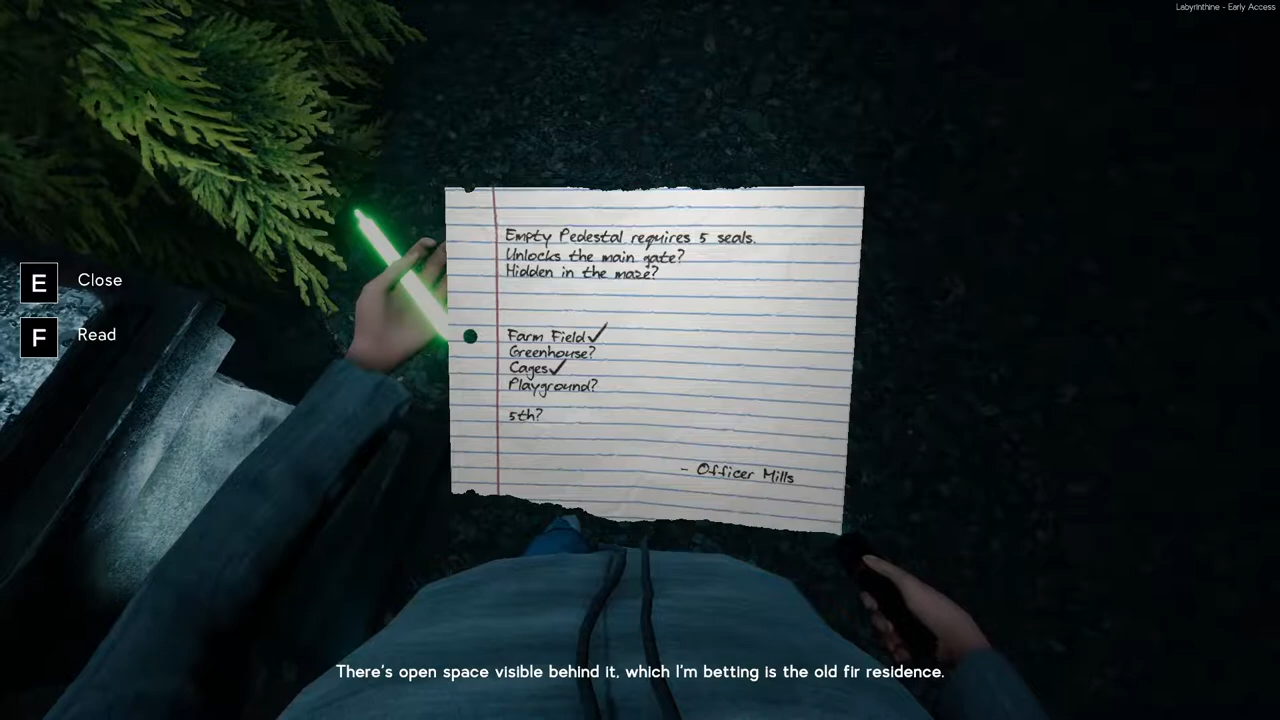 Labyrinthine - Early Access
Empty Pedestal requires 5 seals.
Unlocks the main gate?
Hidden in the maze?
E Close
F Read
Farm Field✓
Greenhouse?
Cages✓
Playground?
5th?
- Officer Mills
There's open space visible behind it, which I'm betting is the old fir residence.